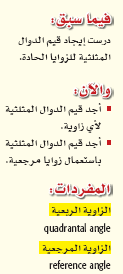 فيما سبق:
درست إيجاد قيم الدوال
المثلثية للزوايا الحادة.
والآن:
أجد قيم الدوال المثلثية
لأي زاوية.
أجد قيم الدوال المثلثية
باستعمال زوايا مرجعية.
المفردات:
الزاوية الربعية
quadrantal angle
الزاوية المرجعية
reference angle